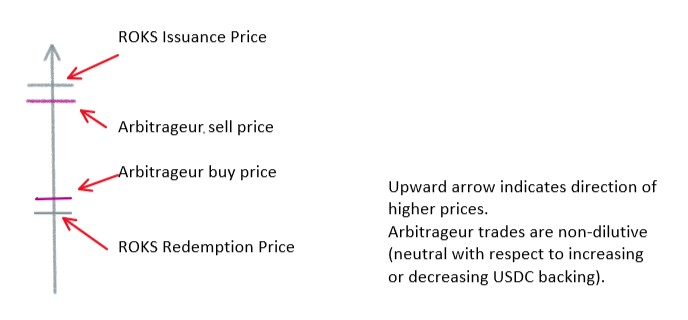 ROKS Issuance Price
Arbitrageur, sell price
Arbitrageur buy price
ROKS Redemption Price
Upward arrow indicates direction of
higher prices.
Arbitrageur trades are non-dilutive
(neutral with respect to increasing
or decreasing USDC backing).